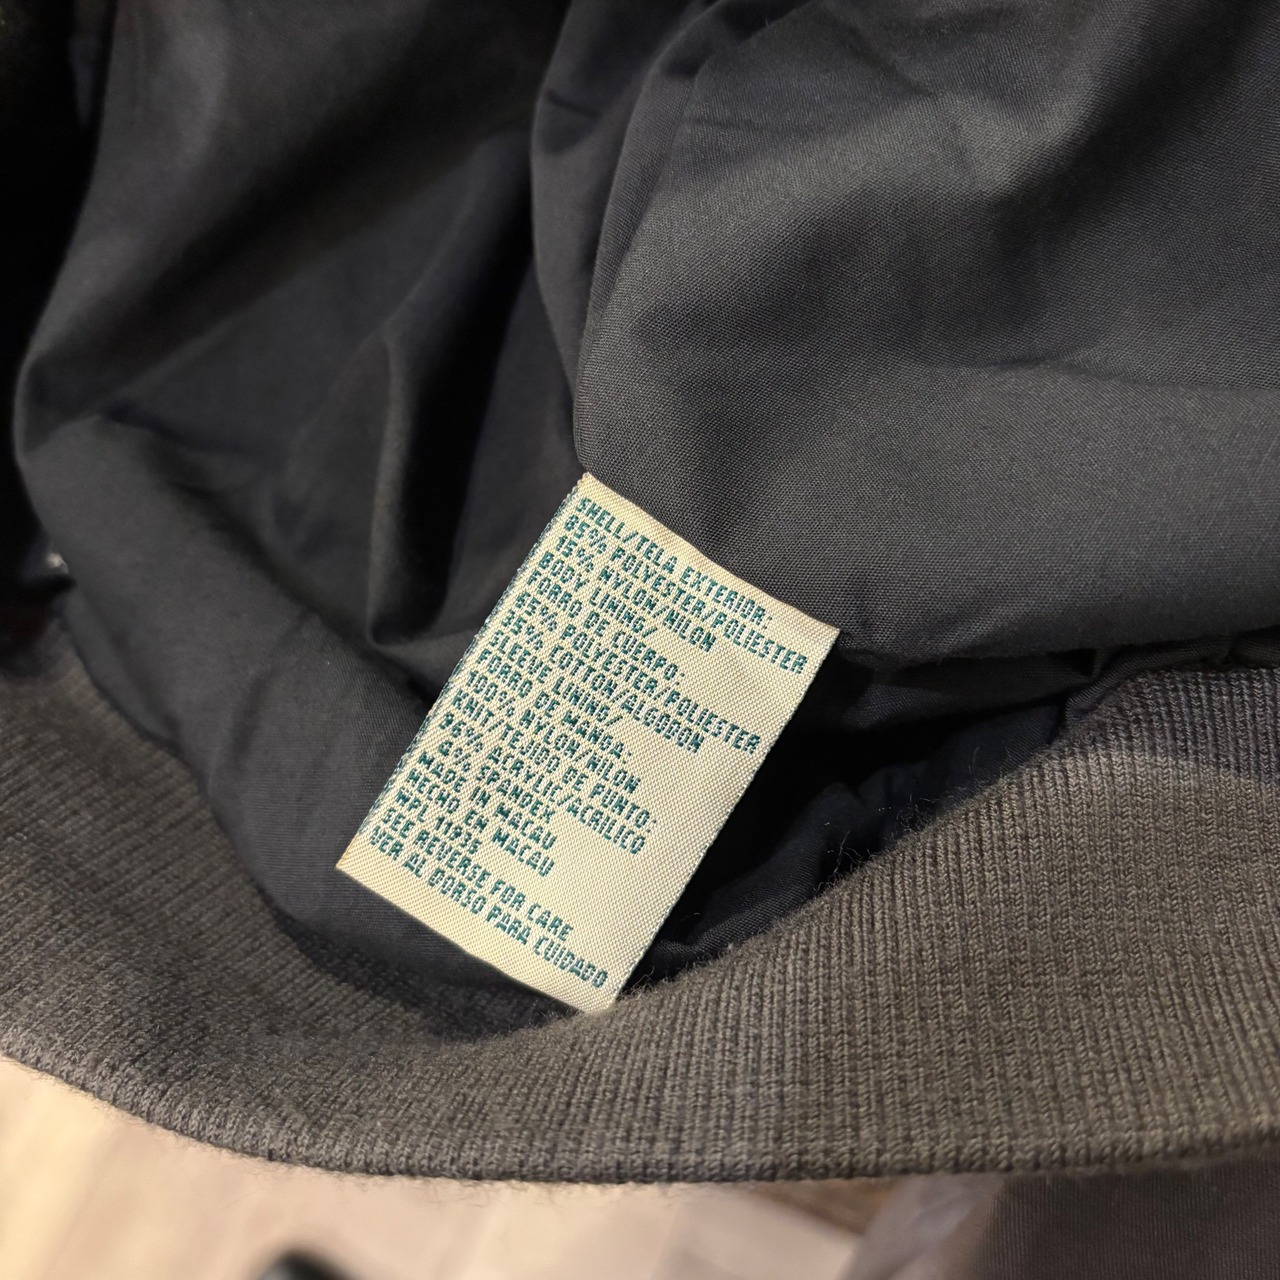 SHELL/TELA EXTERIOR.
85% POLYESTER/POLIESTER
15% NYLON/NILON
BODY LINING/
FORRO DE CUERPO.
65% POLYESTER/POLIESTER
35% COTTON/ALGODON
SLEEVE LINING/
FORRO DE MANGA.
100% NYLON/NILON
KNIT/TEJIDO DE PUNTO.
96% ACRYLIC/ACRILICO
4% SPANDEX
MADE IN MACAU
HECHO EN MACAU
WPL 11935
SEE REVERSE FOR CARE
VER AL DORSO PARA CUIDADO